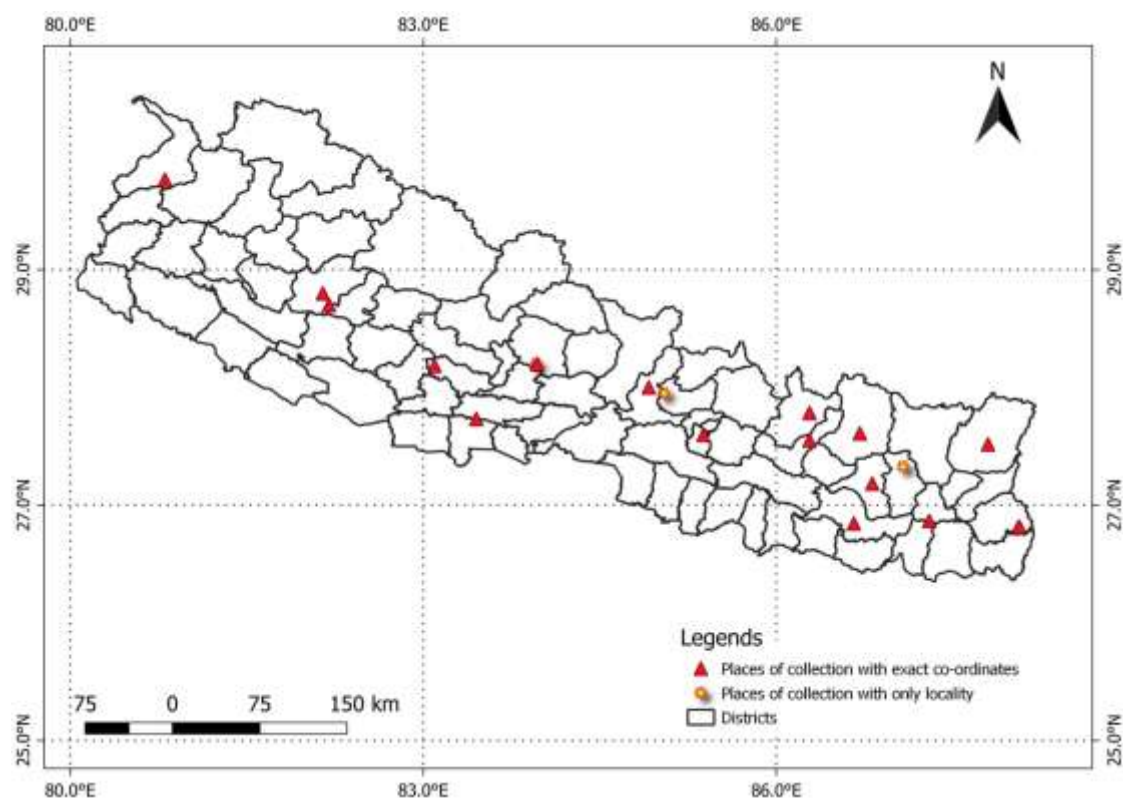 80.0°E 83.0°E 86.0°E
N
29.0°N 29.0°N
27.0°N 27.0°N
Legends
Places of collection with exact co-ordinates
Places of collection with only locality
Districts
75 0 75 150 km
25.0°N 25.0°N
80.0°E 83.0°E 86.0°E